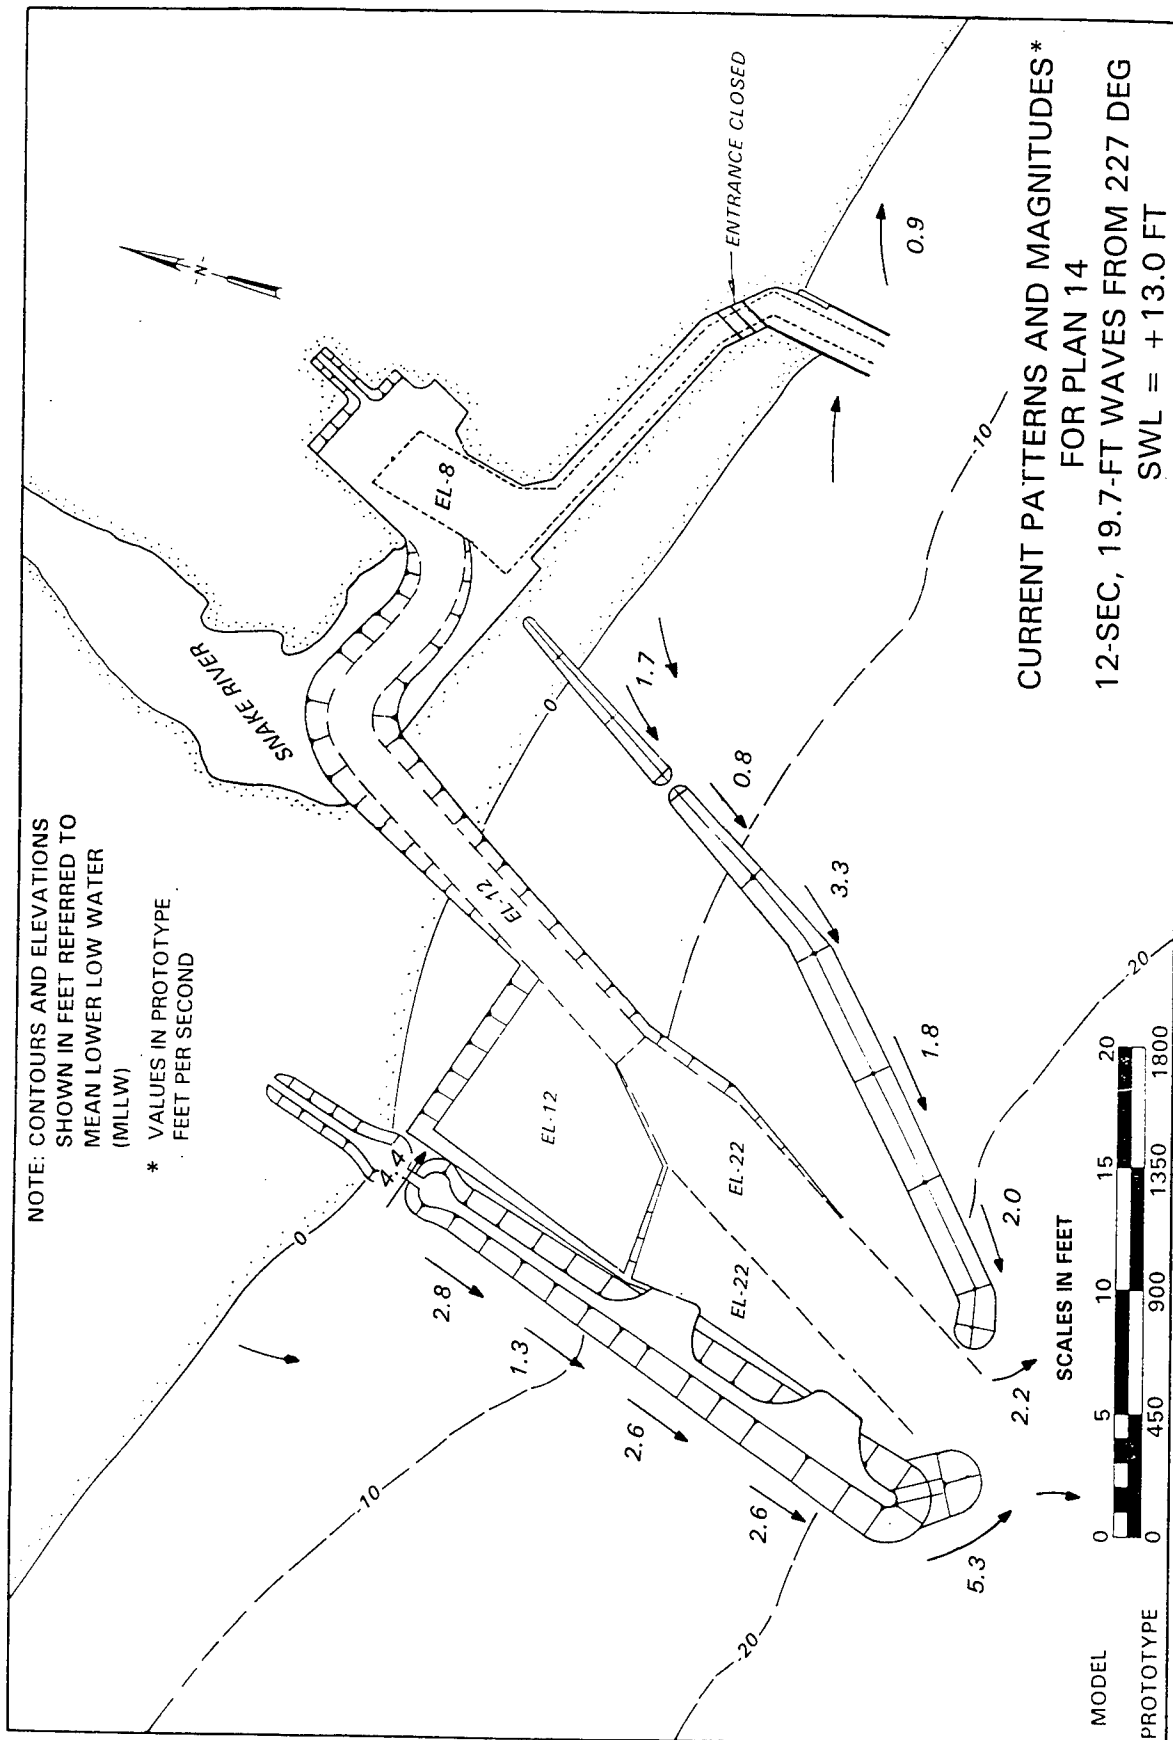 NOTE: CONTOURS AND ELEVATIONS
SHOWN IN FEET REFERRED TO
MEAN LOWER LOW WATER
(MLLW)
* VALUES IN PROTOTYPE
FEET PER SECOND
SNAKE RIVER
-N-
EL-8
ENTRANCE CLOSED
EL-12
EL-12
EL-22
EL-22
0
0
-10
-10
-20
-20
4.4
2.8
1.3
2.6
2.6
5.3
2.2
2.0
1.8
3.3
0.8
1.7
0.9
SCALES IN FEET
MODEL 0 5 10 15 20
PROTOTYPE 0 450 900 1350 1800
CURRENT PATTERNS AND MAGNITUDES*
FOR PLAN 14
12-SEC, 19.7-FT WAVES FROM 227 DEG
SWL = +13.0 FT